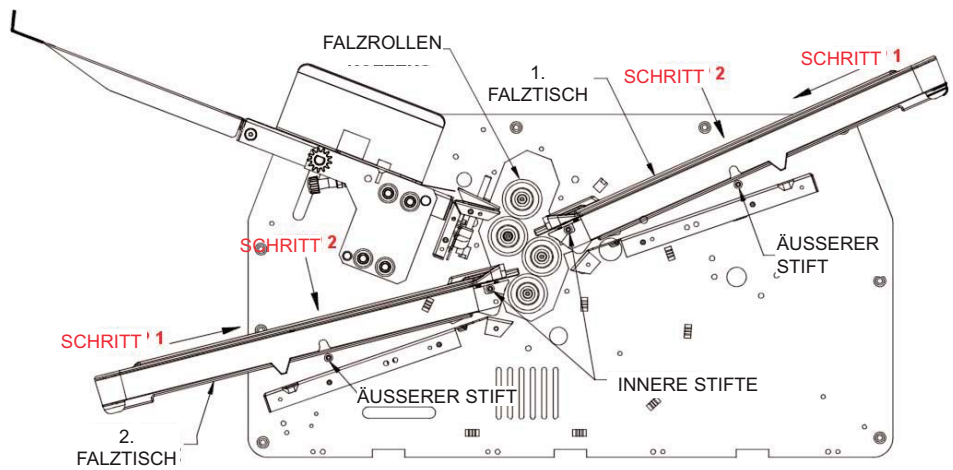 FALZROLLEN
1.
FALZTISCH
SCHRITT 2
SCHRITT 1
SCHRITT 2
ÄUSSERER
STIFT
SCHRITT 1
INNERE STIFTE
ÄUSSERER STIFT
2.
FALZTISCH